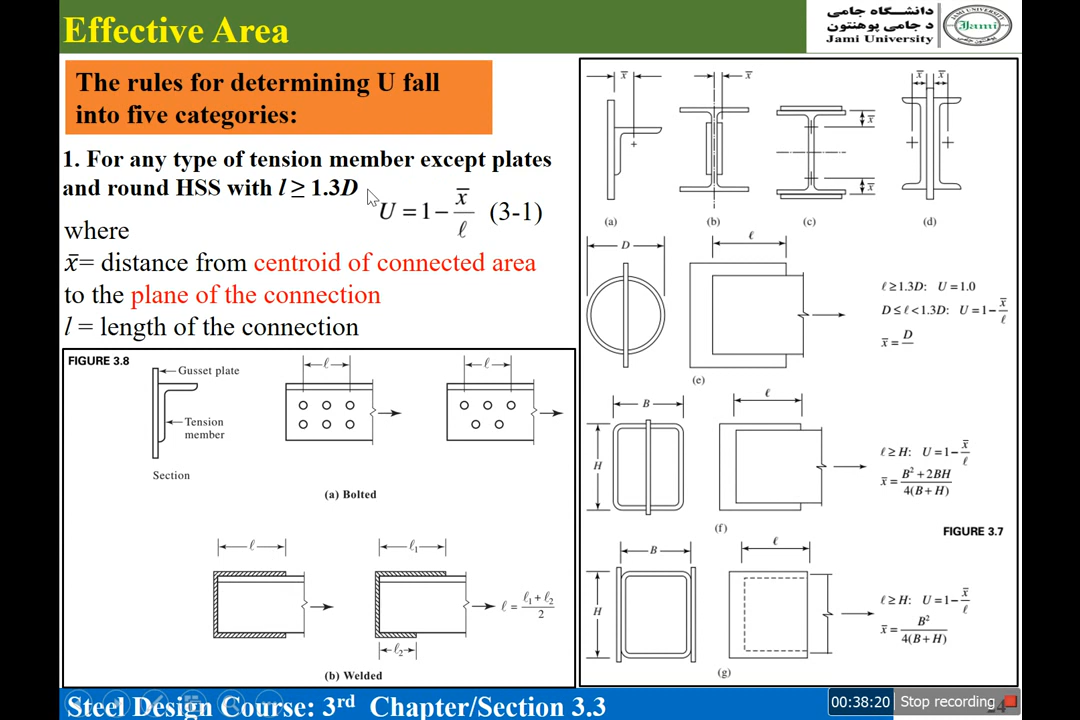 Effective Area
دانشگاه جامی
د جامي پوهنتون
Jami University
Jami
The rules for determining U fall
into five categories:
1. For any type of tension member except plates
and round HSS with l ≥ 1.3D
U = 1 − x̄/ℓ (3-1)
where
x̄= distance from centroid of connected area
to the plane of the connection
l = length of the connection
FIGURE 3.8
Gusset plate
Tension
member
Section
ℓ
ℓ
(a) Bolted
ℓ
ℓ₁
ℓ₂
ℓ = (ℓ₁ + ℓ₂)/2
(b) Welded
x̄
x̄
x̄
x̄
x̄ x̄
(a)
(b)
(c)
(d)
D
ℓ
ℓ ≥ 1.3D: U = 1.0
D ≤ ℓ < 1.3D: U = 1 − x̄/ℓ
x̄ = D
(e)
B
H
ℓ
ℓ ≥ H: U = 1 − x̄/ℓ
x̄ = (B² + 2BH)/4(B + H)
(f)
FIGURE 3.7
B
H
ℓ
ℓ ≥ H: U = 1 − x̄/ℓ
x̄ = B²/4(B + H)
(g)
Steel Design Course: 3rd Chapter/Section 3.3
00:38:20
Stop recording